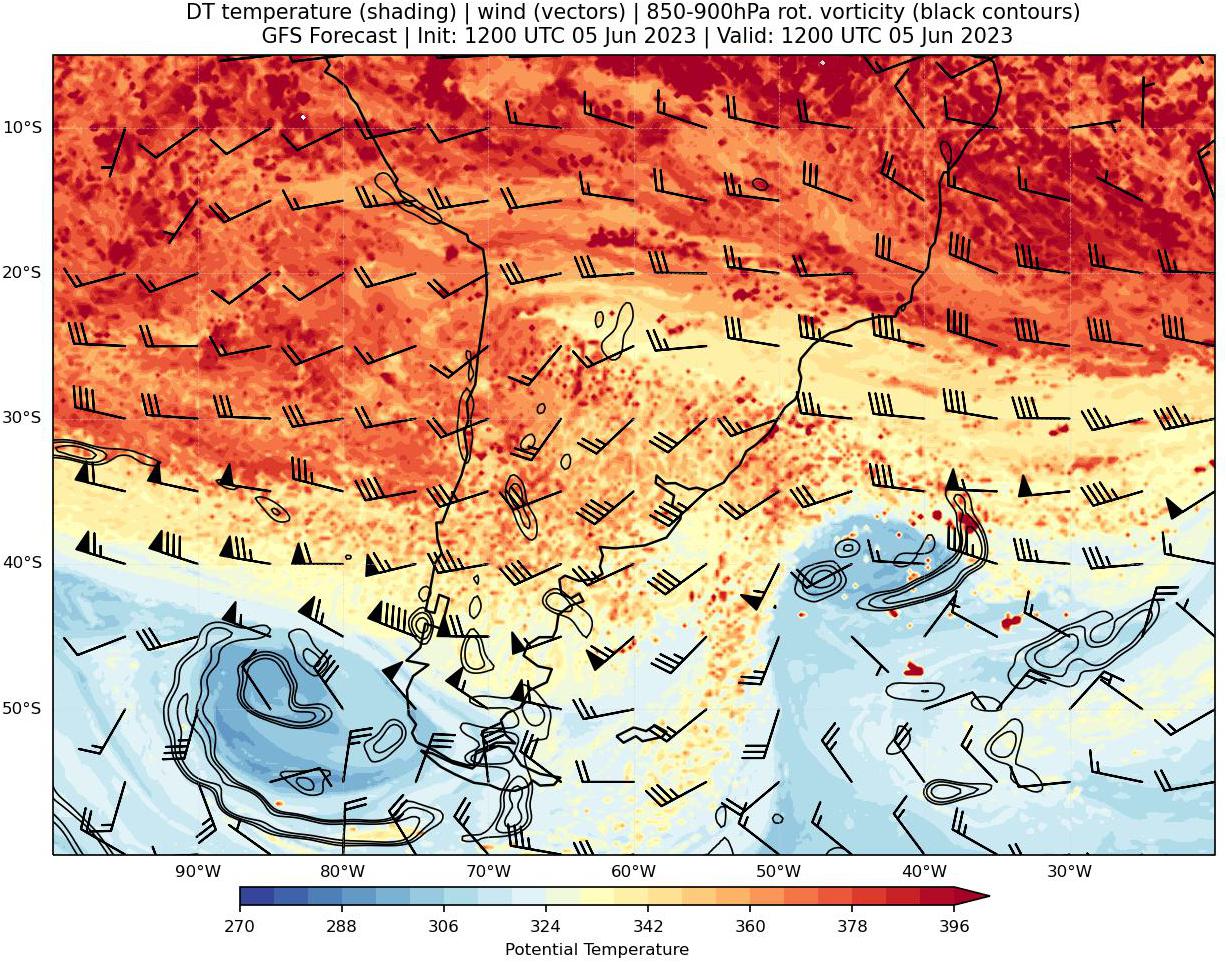 DT temperature (shading) | wind (vectors) | 850-900hPa rot. vorticity (black contours)
GFS Forecast | Init: 1200 UTC 05 Jun 2023 | Valid: 1200 UTC 05 Jun 2023
10°S
20°S
30°S
40°S
50°S
90°W 80°W 70°W 60°W 50°W 40°W 30°W
270 288 306 324 342 360 378 396
Potential Temperature